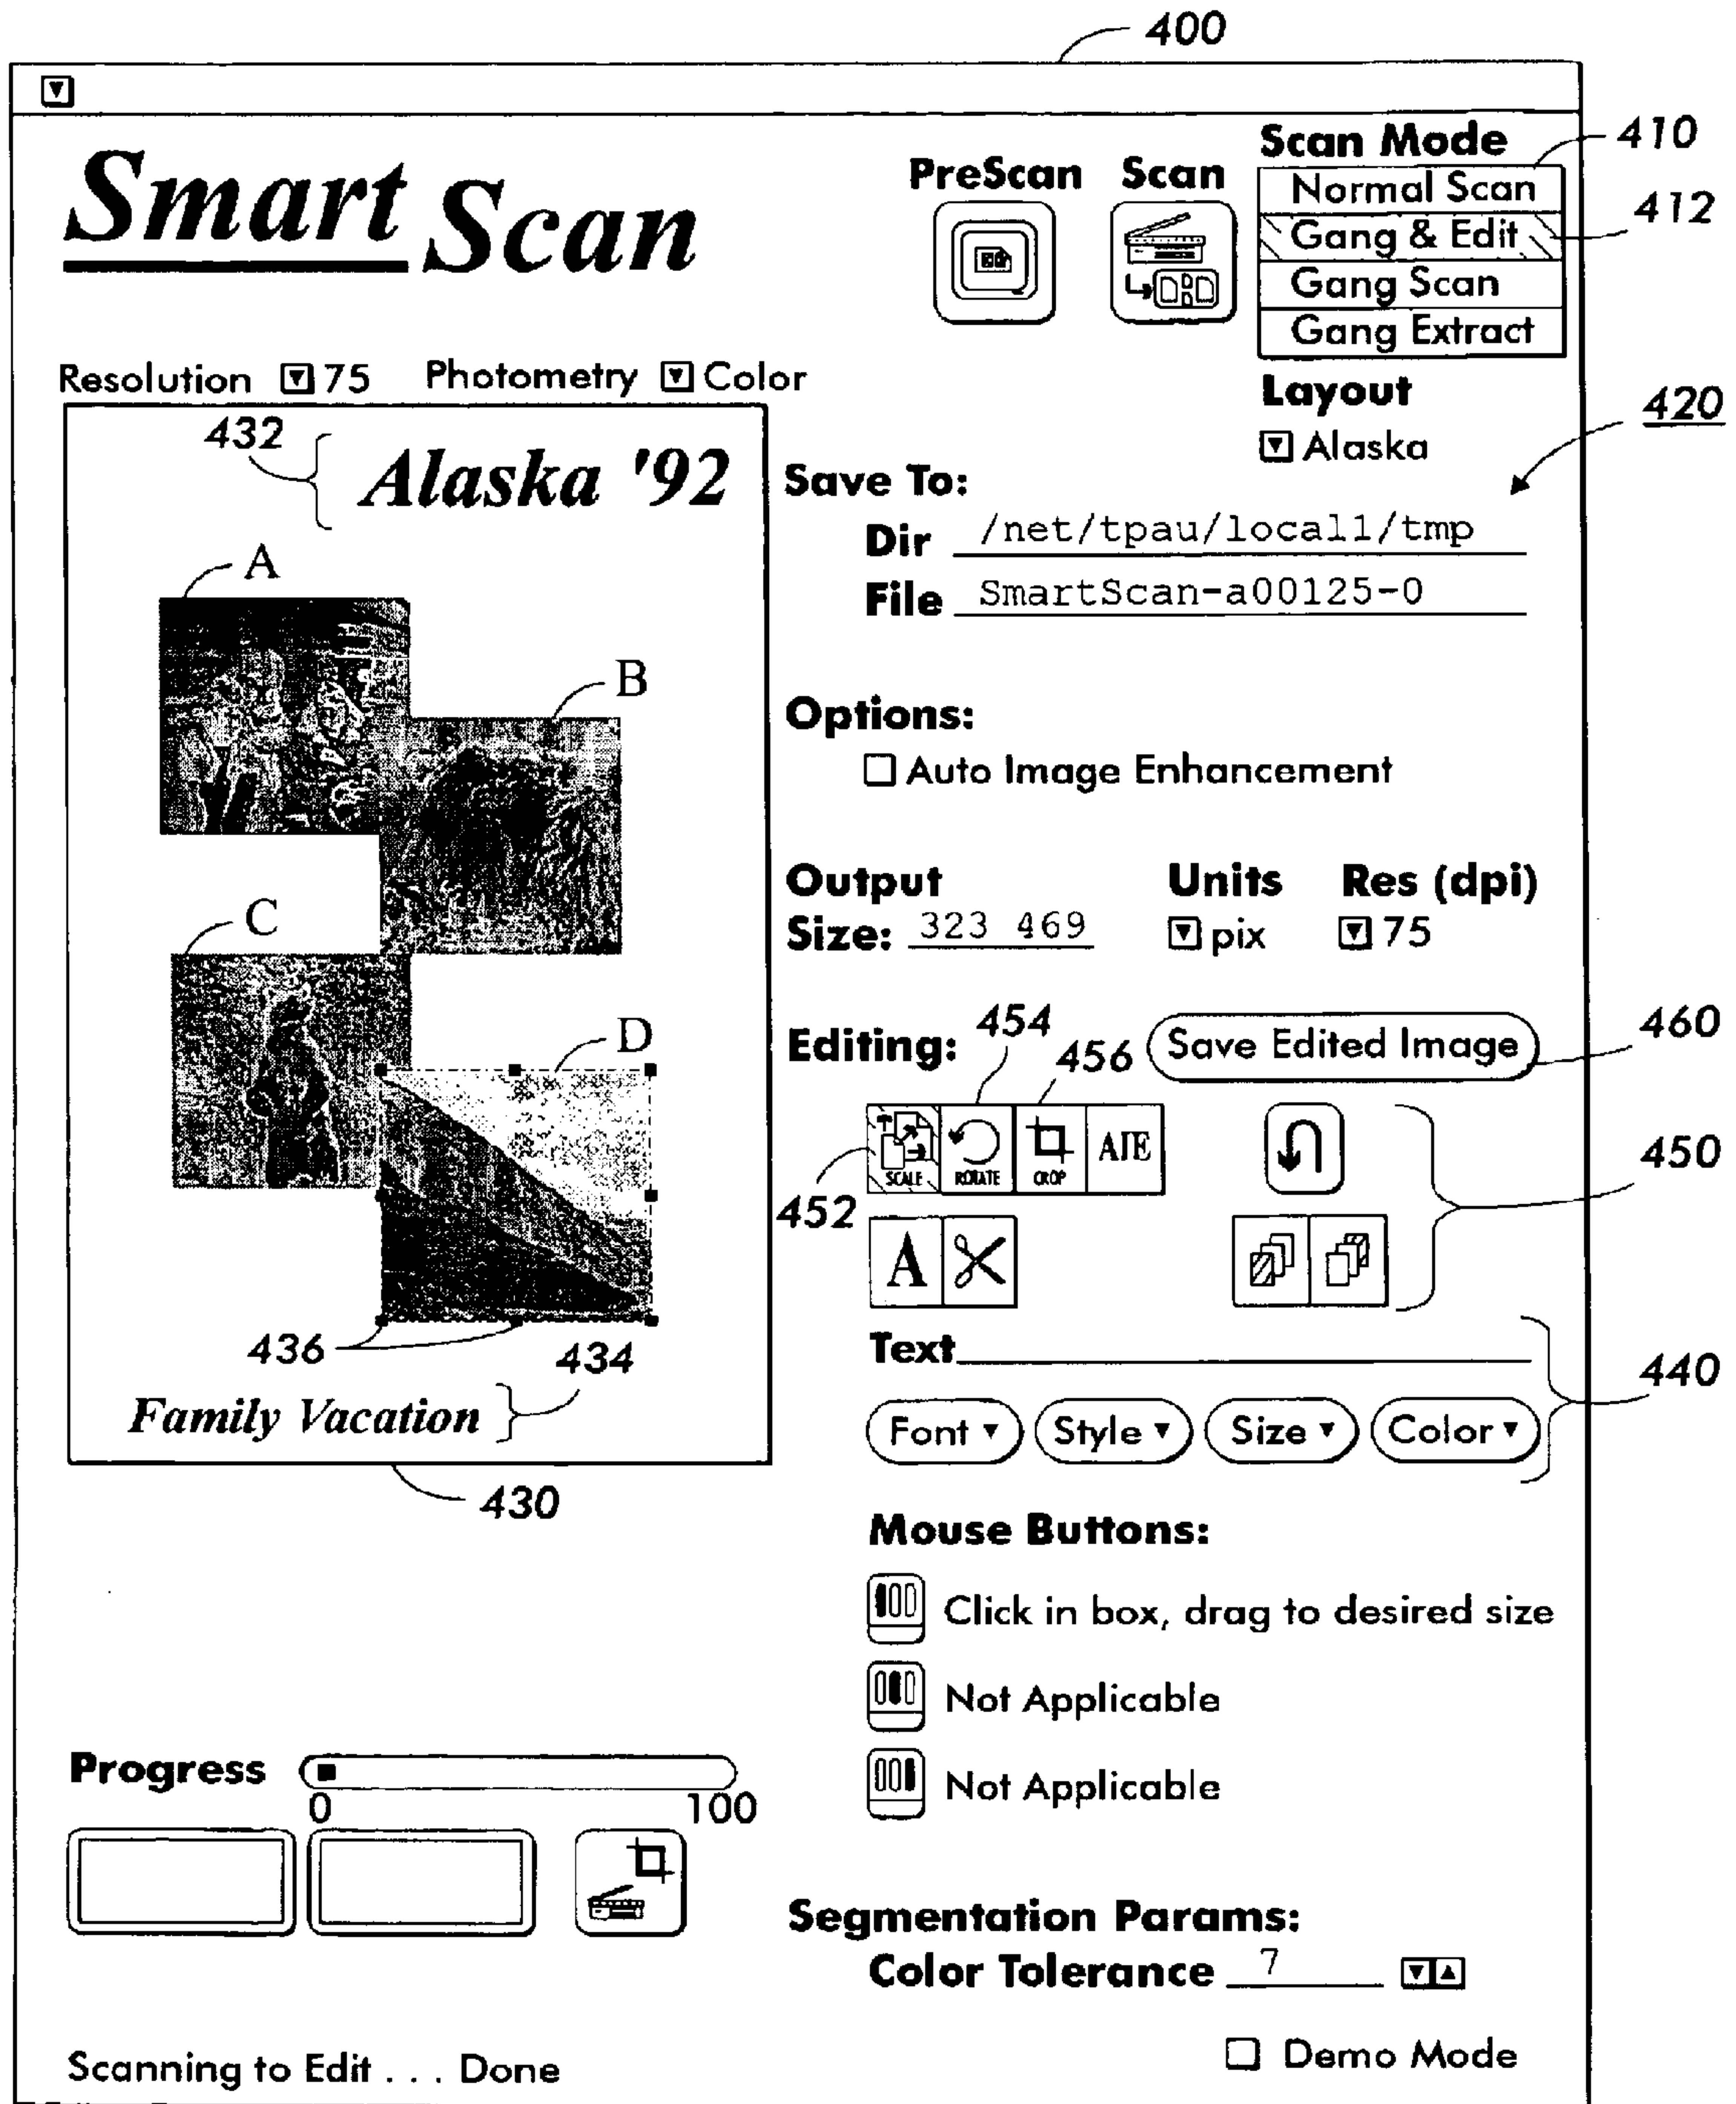 400
Smart Scan
PreScan
Scan
Scan Mode
410
Normal Scan
412
Gang & Edit
Gang Scan
Gang Extract
Resolution 75 Photometry Color
Layout
420
Alaska
432
Alaska '92
Save To:
Dir /net/tpau/local1/tmp
File SmartScan-a00125-0
A
B
Options:
Auto Image Enhancement
C
Output
Size: 323 469
Units
pix
Res (dpi)
75
D
Editing:
454
456
Save Edited Image
460
SCALE
ROTATE
CROP
AIE
452
450
A
436
434
Text
440
Family Vacation
Font
Style
Size
Color
430
Mouse Buttons:
Click in box, drag to desired size
Not Applicable
Not Applicable
Progress
0
100
Segmentation Params:
Color Tolerance 7
Demo Mode
Scanning to Edit . . . Done